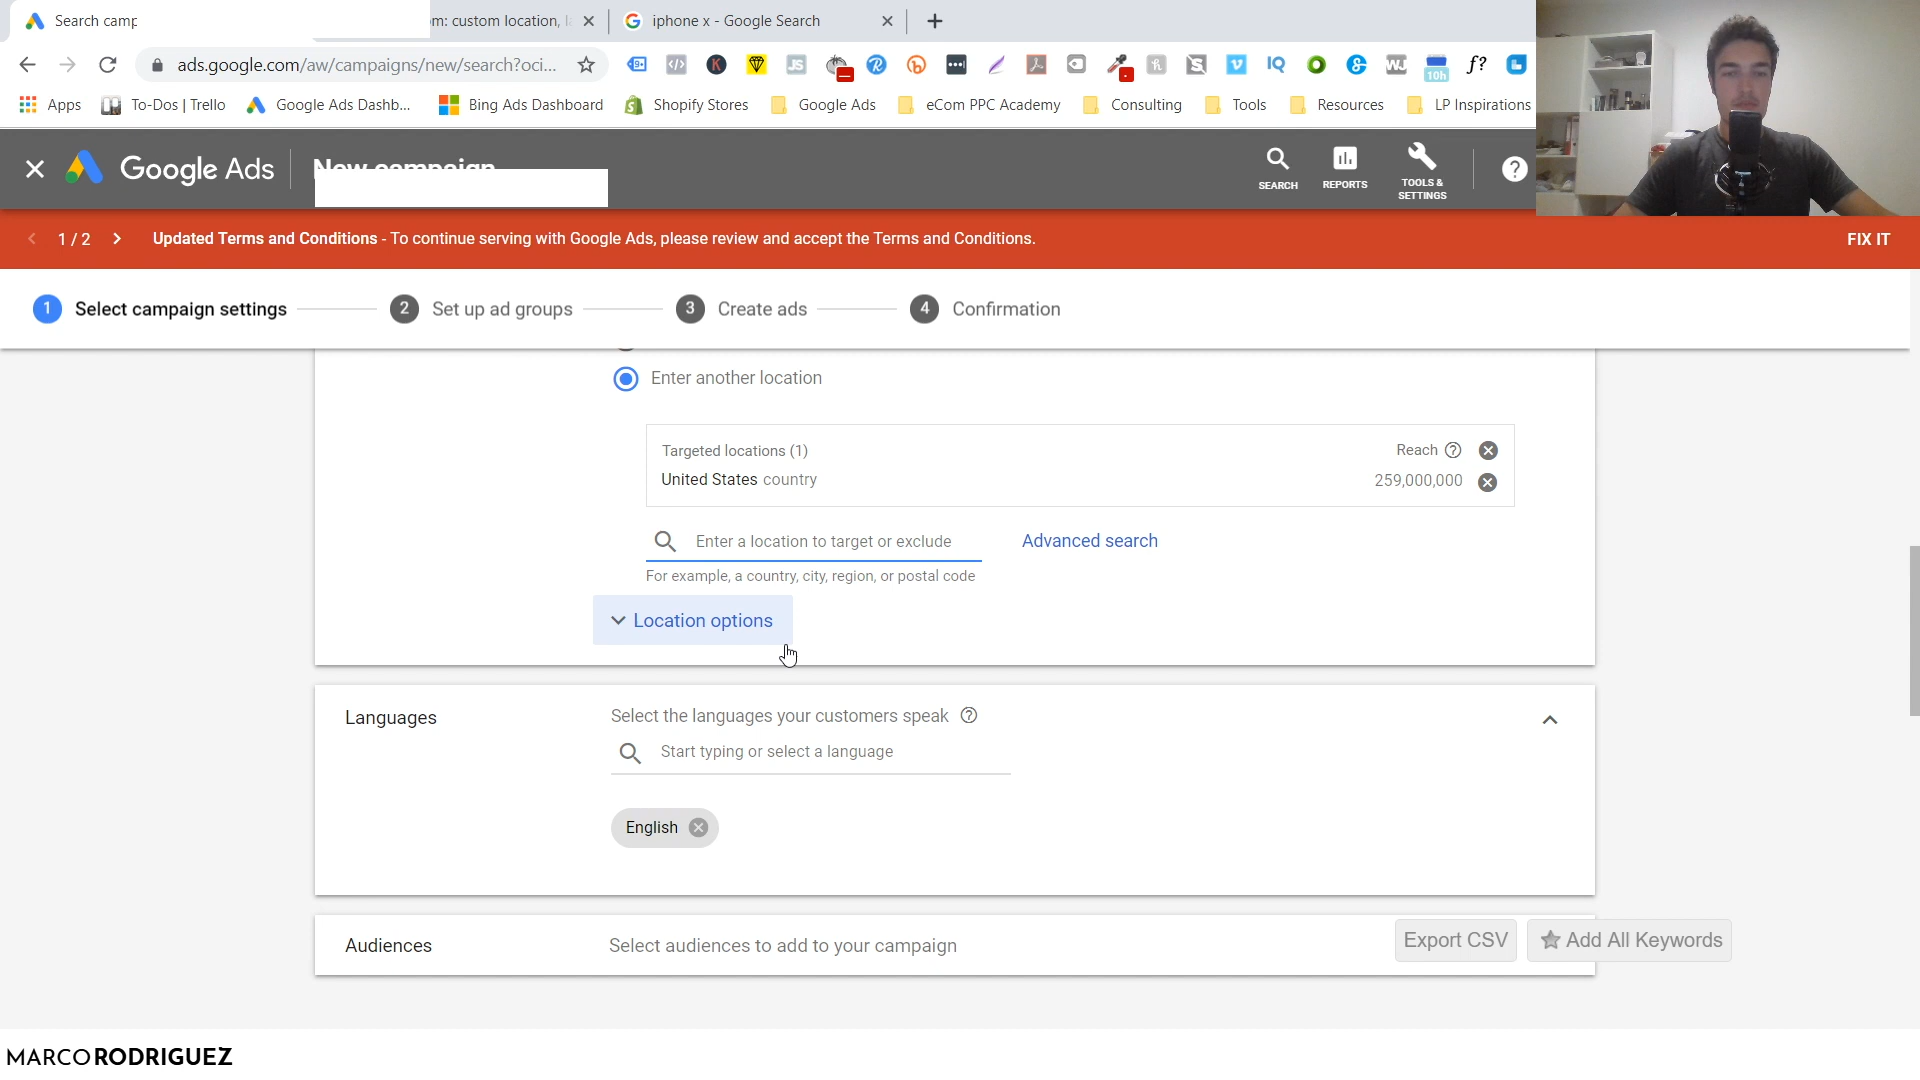 Search camp
m: custom location, l
iphone x - Google Search
ads.google.com/aw/campaigns/new/search?oci...
Apps
To-Dos | Trello
Google Ads Dashb...
Bing Ads Dashboard
Shopify Stores
Google Ads
eCom PPC Academy
Consulting
Tools
Resources
LP Inspirations
Google Ads
New campaign
SEARCH
REPORTS
TOOLS &
SETTINGS
1 / 2
Updated Terms and Conditions - To continue serving with Google Ads, please review and accept the Terms and Conditions.
FIX IT
1 Select campaign settings
2 Set up ad groups
3 Create ads
4 Confirmation
Enter another location
Targeted locations (1)
Reach
United States country
259,000,000
Enter a location to target or exclude
Advanced search
For example, a country, city, region, or postal code
Location options
Languages
Select the languages your customers speak
Start typing or select a language
English
Audiences
Select audiences to add to your campaign
Export CSV
Add All Keywords
MARCO RODRIGUEZ